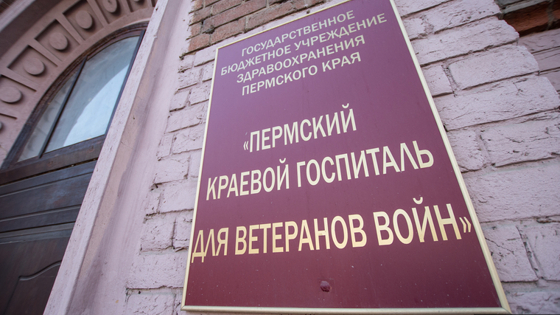 ГОСУДАРСТВЕННОЕ
БЮДЖЕТНОЕ УЧРЕЖДЕНИЕ
ЗДРАВООХРАНЕНИЯ
ПЕРМСКОГО КРАЯ
«ПЕРМСКИЙ
КРАЕВОЙ ГОСПИТАЛЬ
ДЛЯ ВЕТЕРАНОВ ВОЙН»